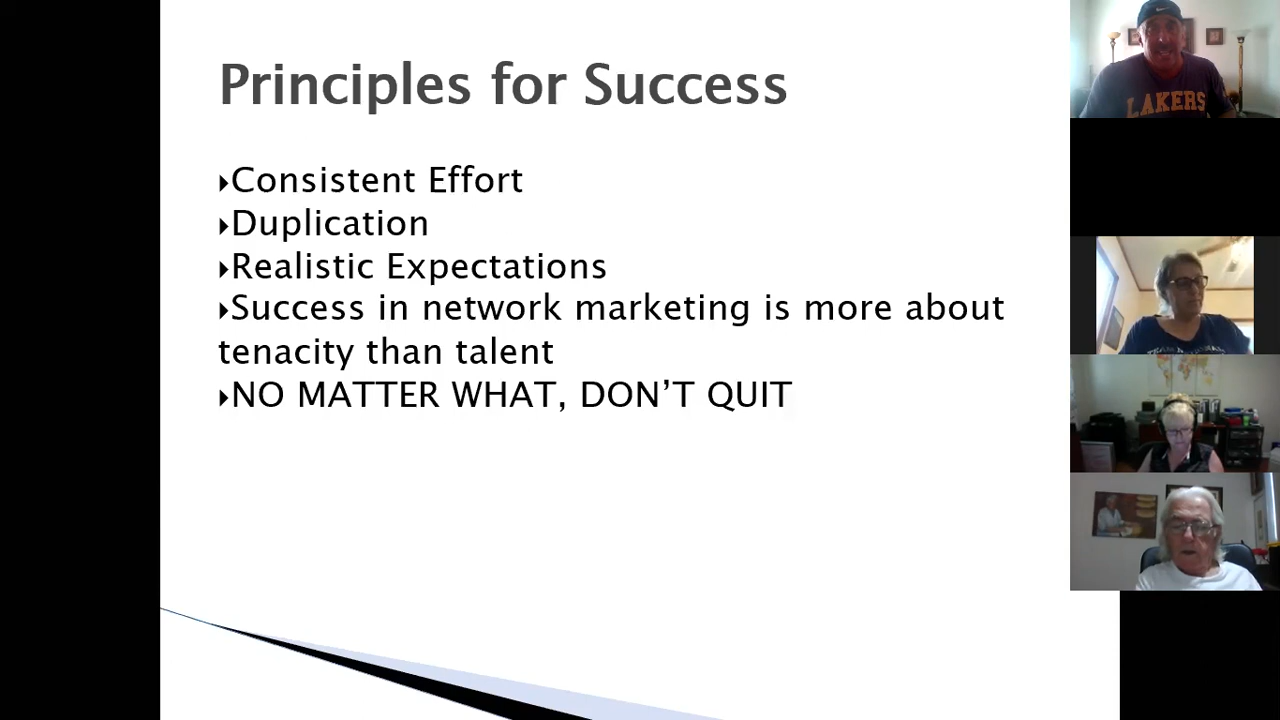 Principles for Success
Consistent Effort
Duplication
Realistic Expectations
Success in network marketing is more about
tenacity than talent
NO MATTER WHAT, DON’T QUIT
LAKERS